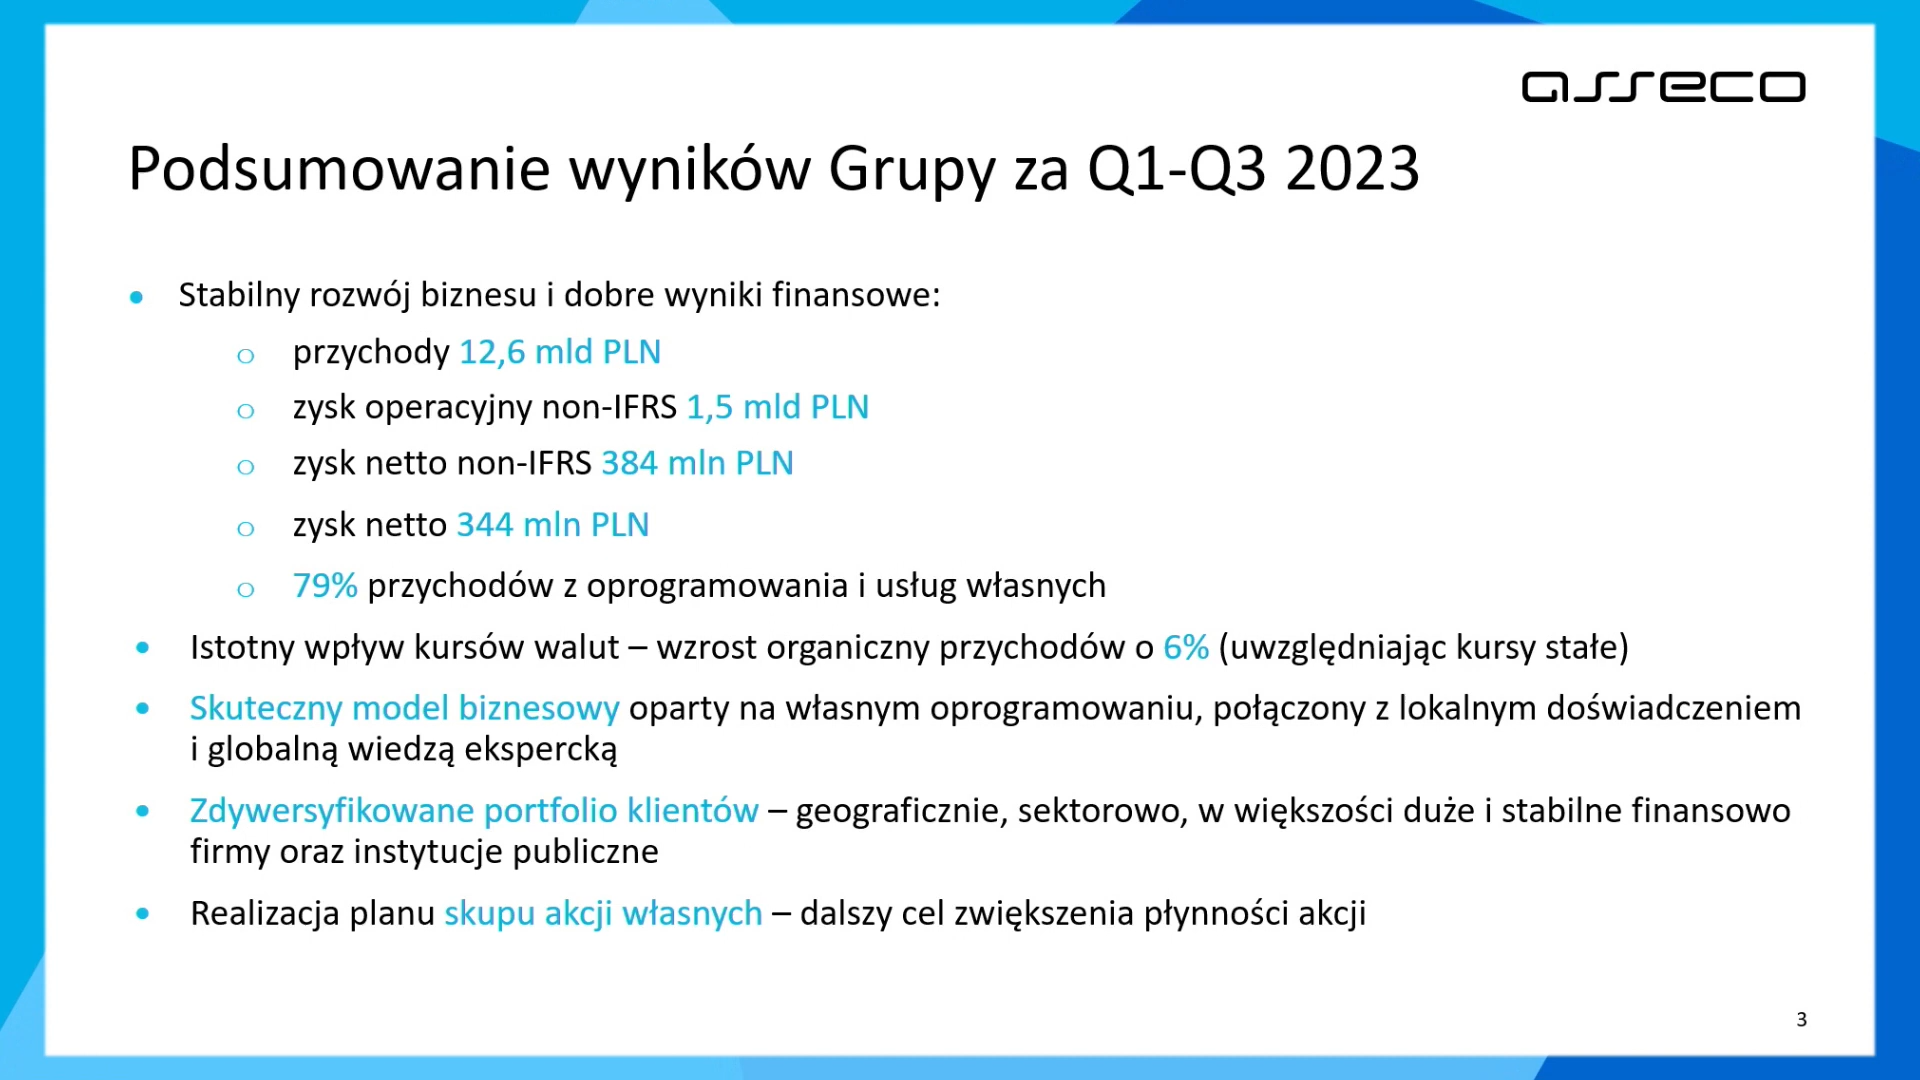 asseco
Podsumowanie wyników Grupy za Q1-Q3 2023
• Stabilny rozwój biznesu i dobre wyniki finansowe:
o przychody 12,6 mld PLN
o zysk operacyjny non-IFRS 1,5 mld PLN
o zysk netto non-IFRS 384 mln PLN
o zysk netto 344 mln PLN
o 79% przychodów z oprogramowania i usług własnych
• Istotny wpływ kursów walut – wzrost organiczny przychodów o 6% (uwzględniając kursy stałe)
• Skuteczny model biznesowy oparty na własnym oprogramowaniu, połączony z lokalnym doświadczeniem
i globalną wiedzą ekspercką
• Zdywersyfikowane portfolio klientów – geograficznie, sektorowo, w większości duże i stabilne finansowo
firmy oraz instytucje publiczne
• Realizacja planu skupu akcji własnych – dalszy cel zwiększenia płynności akcji
3